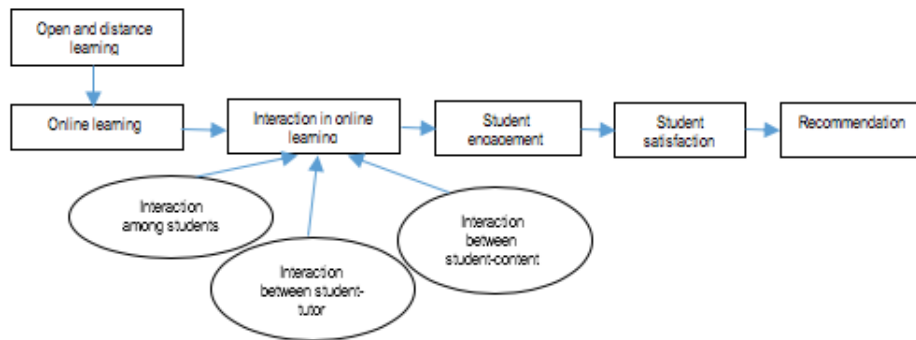 Open and distance
learning
Online learning
Interaction in online
learning
Student
engagement
Student
satisfaction
Recommendation
Interaction
among students
Interaction
between student-
tutor
Interaction
between
student-content